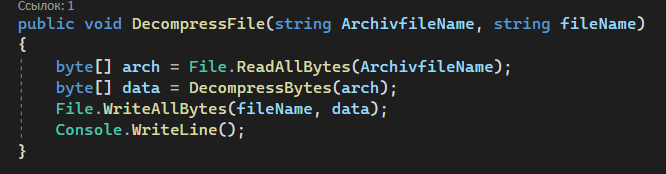 Ссылок: 1
public void DecompressFile(string ArchivfileName, string fileName)
{
byte[] arch = File.ReadAllBytes(ArchivfileName);
byte[] data = DecompressBytes(arch);
File.WriteAllBytes(fileName, data);
Console.WriteLine();
}